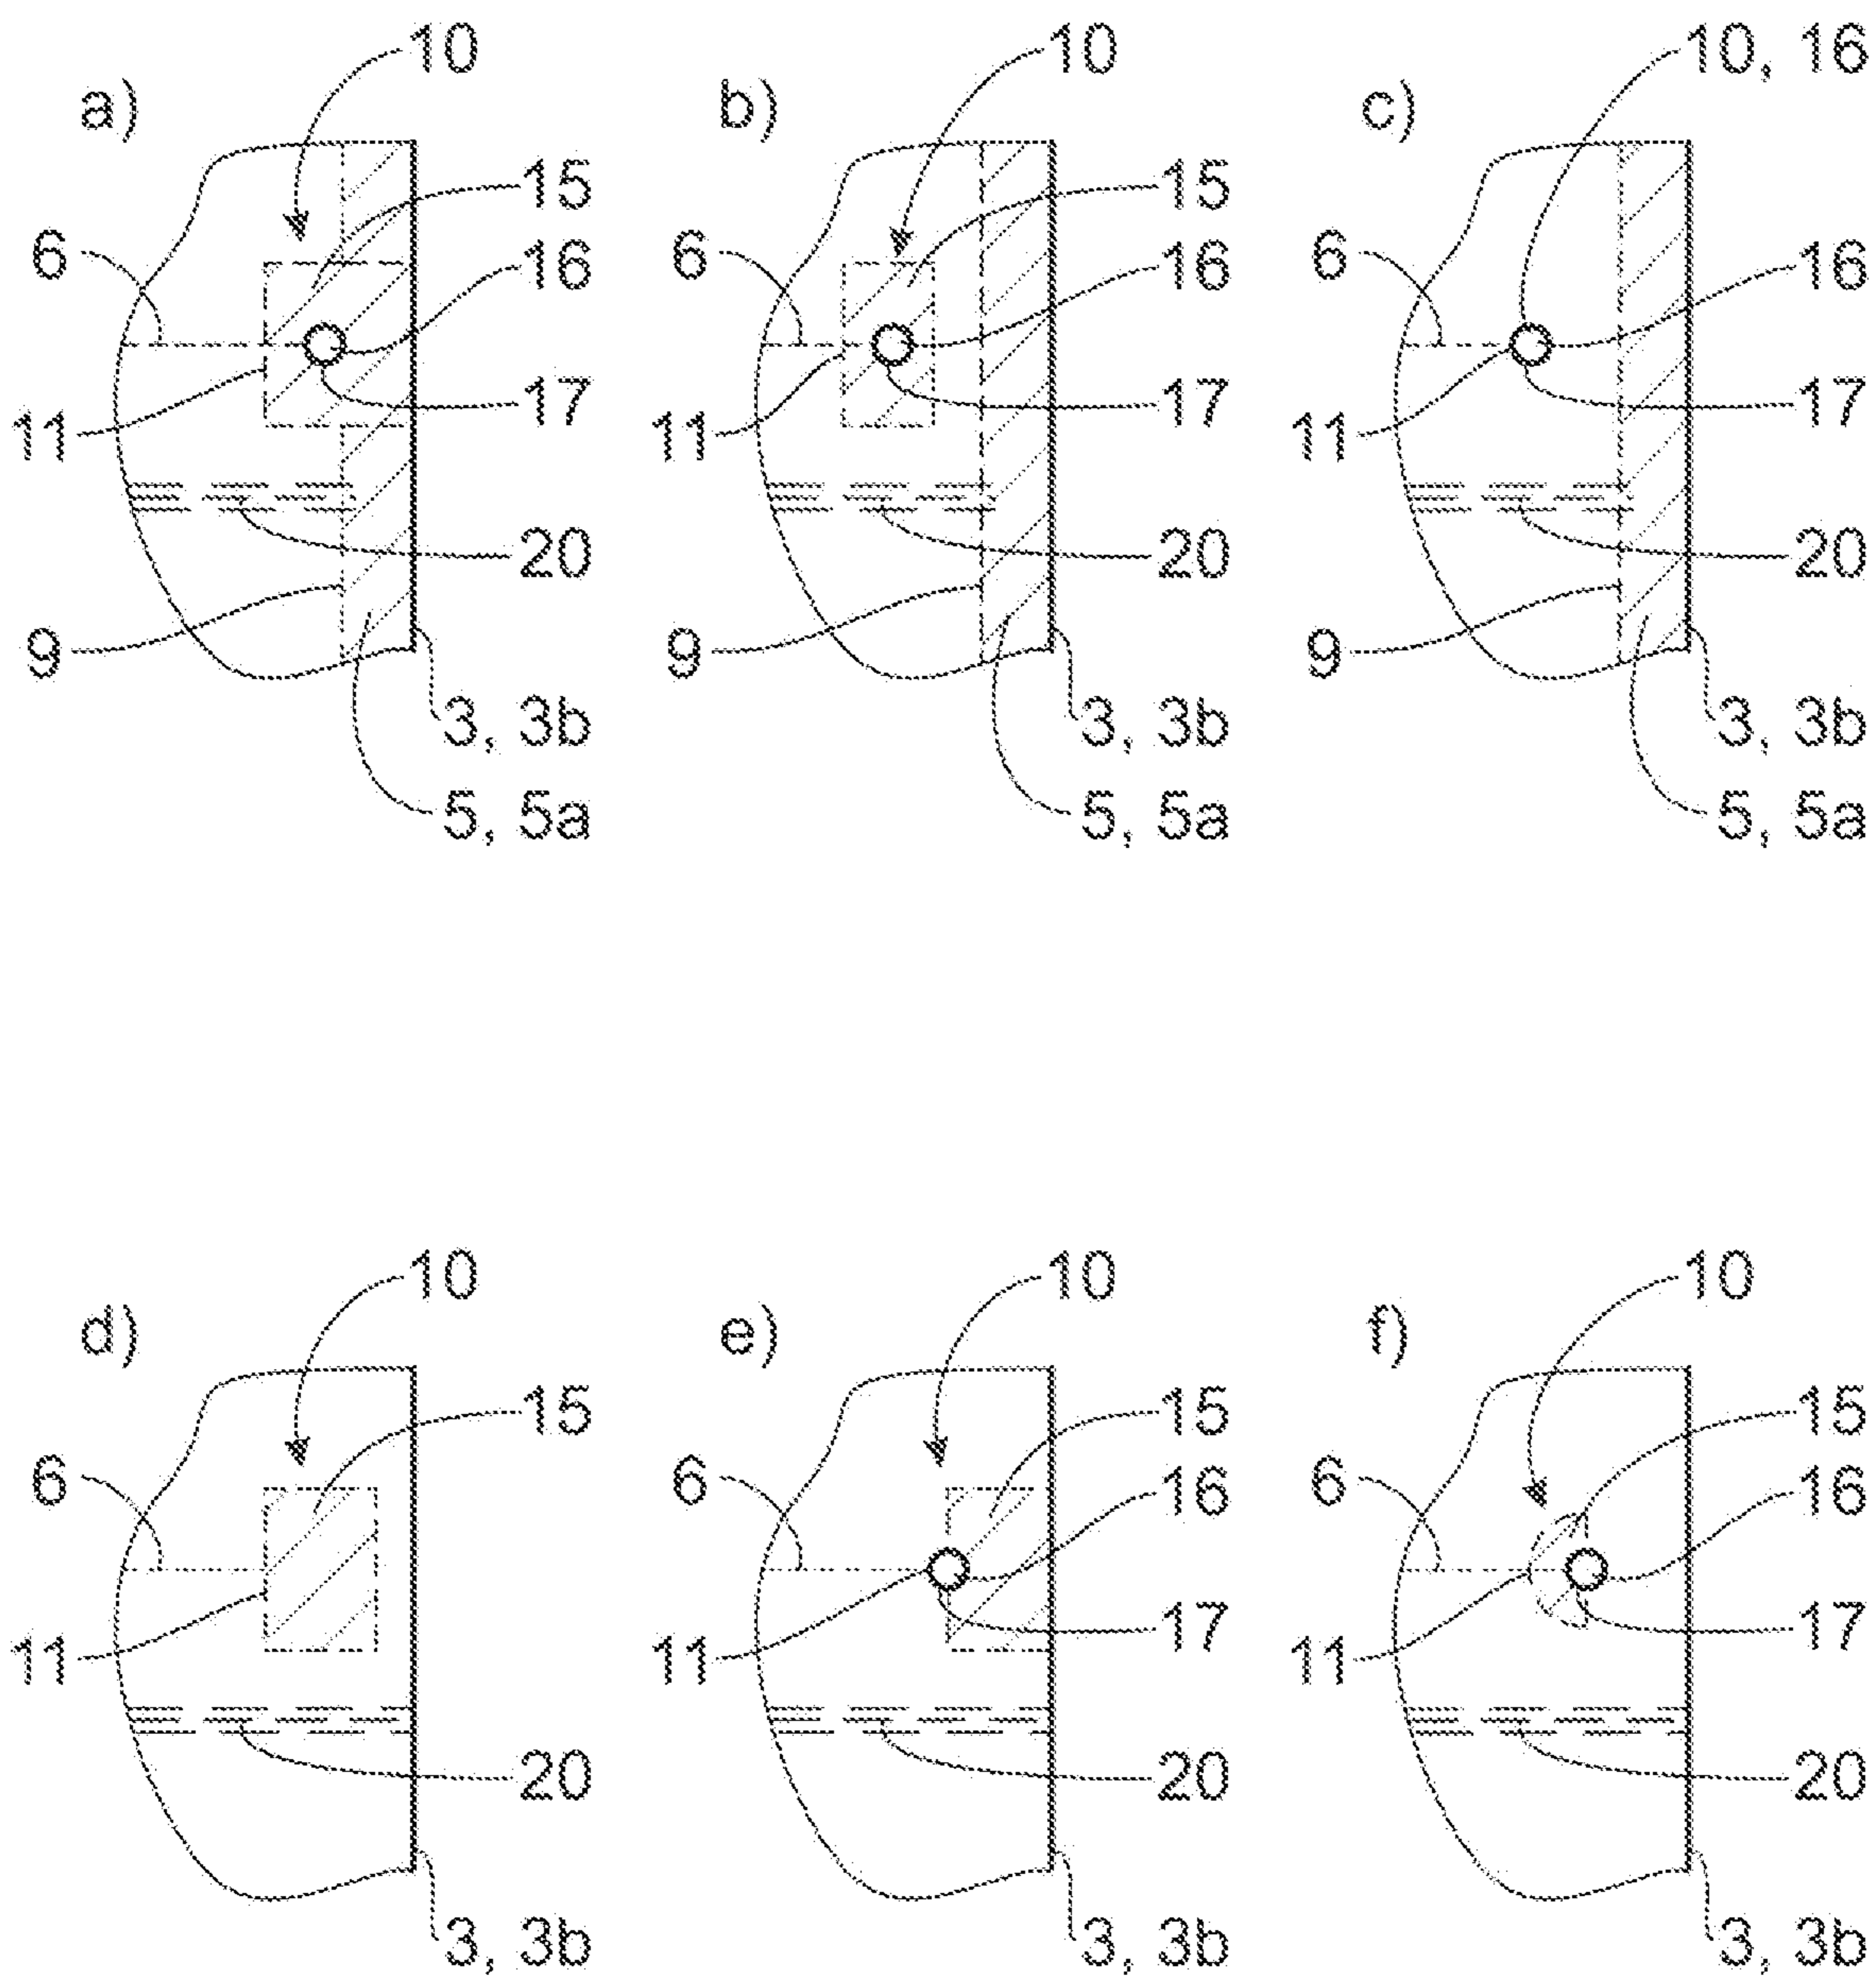 10 10 10, 16
a) b) c)
15 15
6 16 6 16 6 16
11 17 11 17 11 17
20 20 20
9 9 9
3, 3b 3, 3b 3, 3b
5, 5a 5, 5a 5, 5a
10 10 10
d) e) f)
15 15 15
6 6 16 6 16
11 11 17 11 17
20 20 20
3, 3b 3, 3b 3, 3b